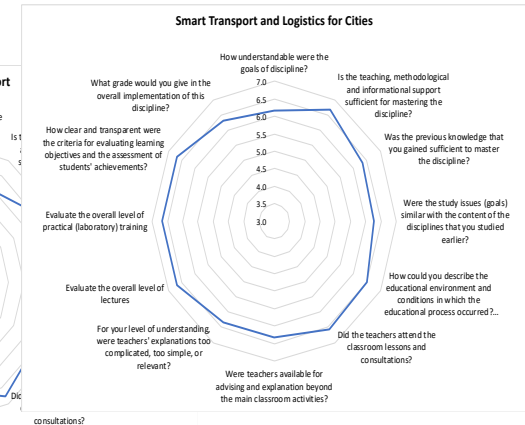 Smart Transport and Logistics for Cities
How understandable were the
goals of discipline?
Is the teaching, methodological
and informational support
sufficient for mastering the
discipline?
Was the previous knowledge that
you gained sufficient to master
the discipline?
Were the study issues (goals)
similar with the content of the
disciplines that you studied
earlier?
How could you describe the
educational environment and
conditions in which the
educational process occurred?...
Did the teachers attend the
classroom lessons and
consultations?
Were teachers available for
advising and explanation beyond
the main classroom activities?
For your level of understanding,
were teachers' explanations too
complicated, too simple, or
relevant?
Evaluate the overall level of
lectures
Evaluate the overall level of
practical (laboratory) training
How clear and transparent were
the criteria for evaluating learning
objectives and the assessment of
students' achievements?
What grade would you give in the
overall implementation of this
discipline?
7.0
6.5
6.0
5.5
5.0
4.5
4.0
3.5
3.0
consultations?